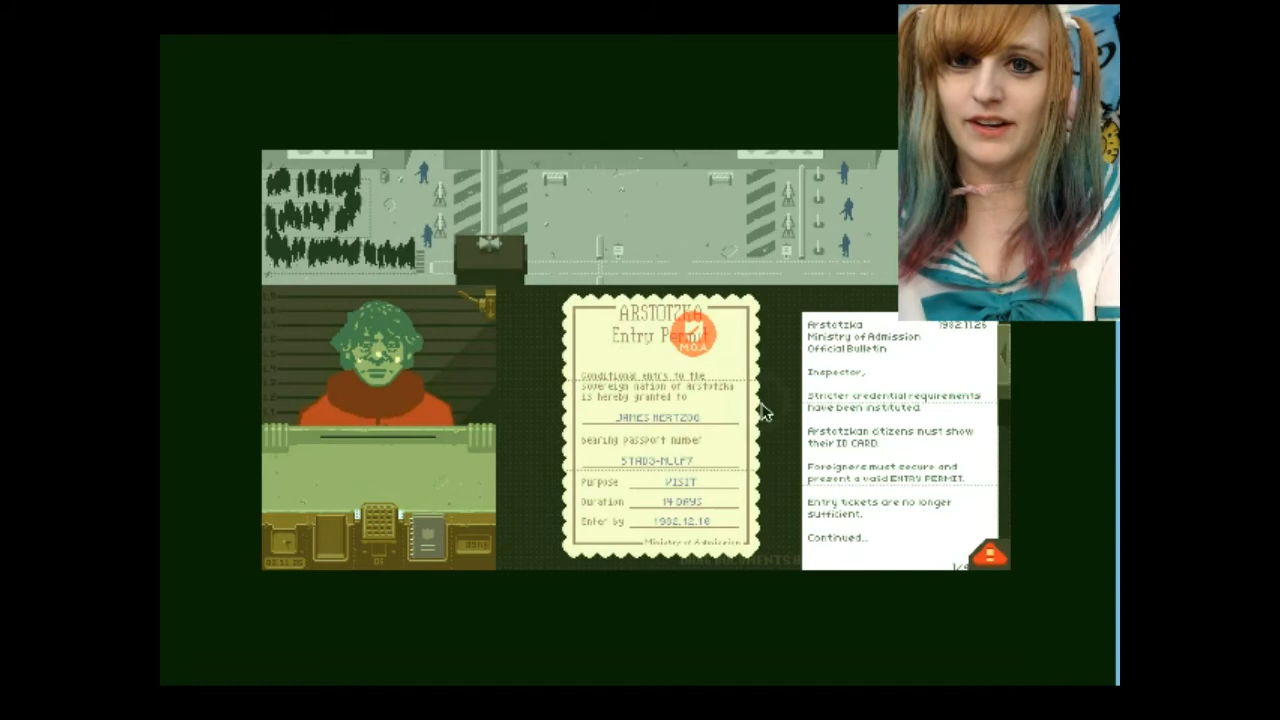 ARSTOTZKA
Entry Permit
M.O.A
Conditional entry to the
Sovereign nation of Arstotzka
is hereby granted to
JAMES HERTZOG
bearing passport number
Purpose VISIT
Duration 14 DAYS
Enter by 1982.12.10
Ministry of Admission
Arstotzka 1982.11.26
Ministry of Admission
Official Bulletin
Inspector,
Stricter credential requirements
have been instituted.
Arstotzkan citizens must show
their ID CARD.
Foreigners must secure and
present a valid ENTRY PERMIT.
Entry tickets are no longer
sufficient.
Continued..